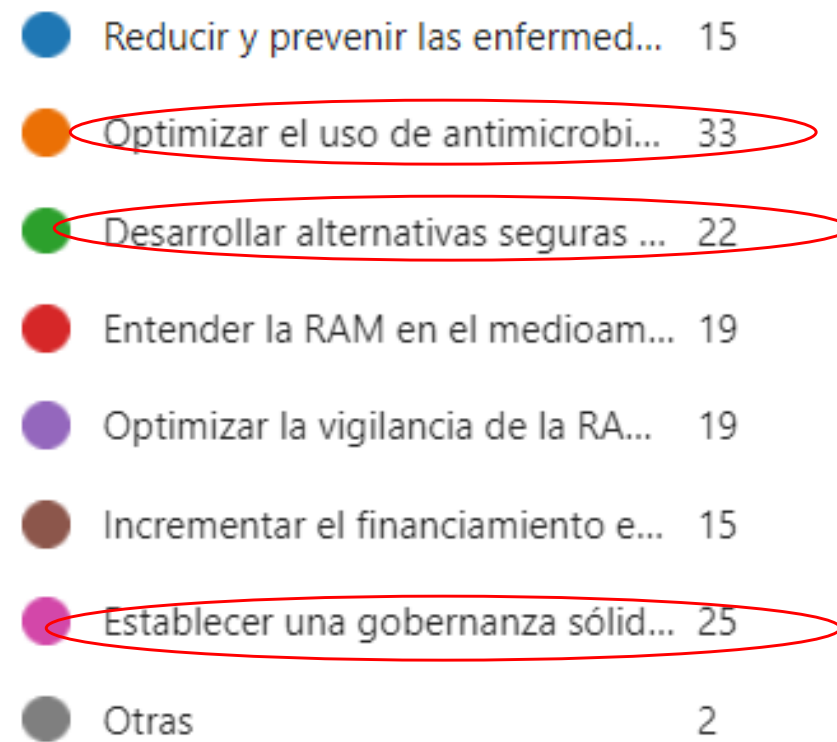 Reducir y prevenir las enfermed... 15
Optimizar el uso de antimicrobi... 33
Desarrollar alternativas seguras ... 22
Entender la RAM en el medioam... 19
Optimizar la vigilancia de la RA... 19
Incrementar el financiamiento e... 15
Establecer una gobernanza sólid... 25
Otras 2